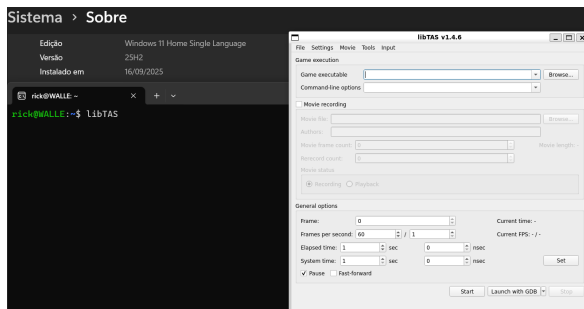 Sistema > Sobre
Edição Windows 11 Home Single Language
Versão 25H2
Instalado em 16/09/2025
rick@WALLE: ~
rick@WALLE:~$ libTAS
libTAS v1.4.6
File Settings Movie Tools Input
Game execution
Game executable Browse...
Command-line options
Movie recording
Movie file: Browse...
Authors:
Movie frame count: 0 Movie length:
Rerecord count: 0
Movie status
Recording Playback
General options
Frame: 0 Current time: -
Frames per second: 60 / 1 Current FPS: - / -
Elapsed time: 1 sec 0 nsec
System time: 1 sec 0 nsec Set
Pause Fast-forward
Start Launch with GDB Stop